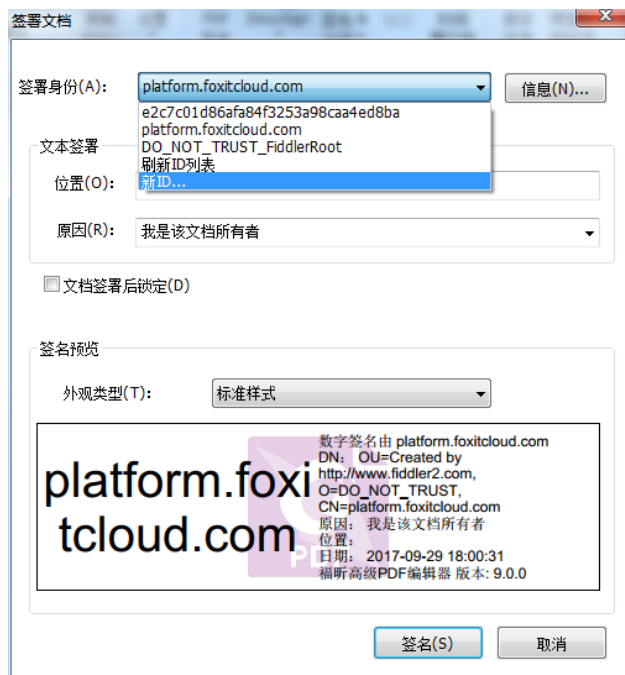 签署文档
签署身份(A):
platform.foxitcloud.com
信息(N)...
e2c7c01d86afa84f3253a98caa4ed8ba
platform.foxitcloud.com
DO_NOT_TRUST_FiddlerRoot
刷新ID列表
新ID...
文本签署
位置(O):
原因(R):
我是该文档所有者
文档签署后锁定(D)
签名预览
外观类型(T):
标准样式
platform.foxi
tcloud.com
数字签名由 platform.foxitcloud.com
DN: OU=Created by
http://www.fiddler2.com,
O=DO_NOT_TRUST,
CN=platform.foxitcloud.com
原因: 我是该文档所有者
位置:
日期: 2017-09-29 18:00:31
福昕高级PDF编辑器 版本: 9.0.0
PDF
签名(S)
取消